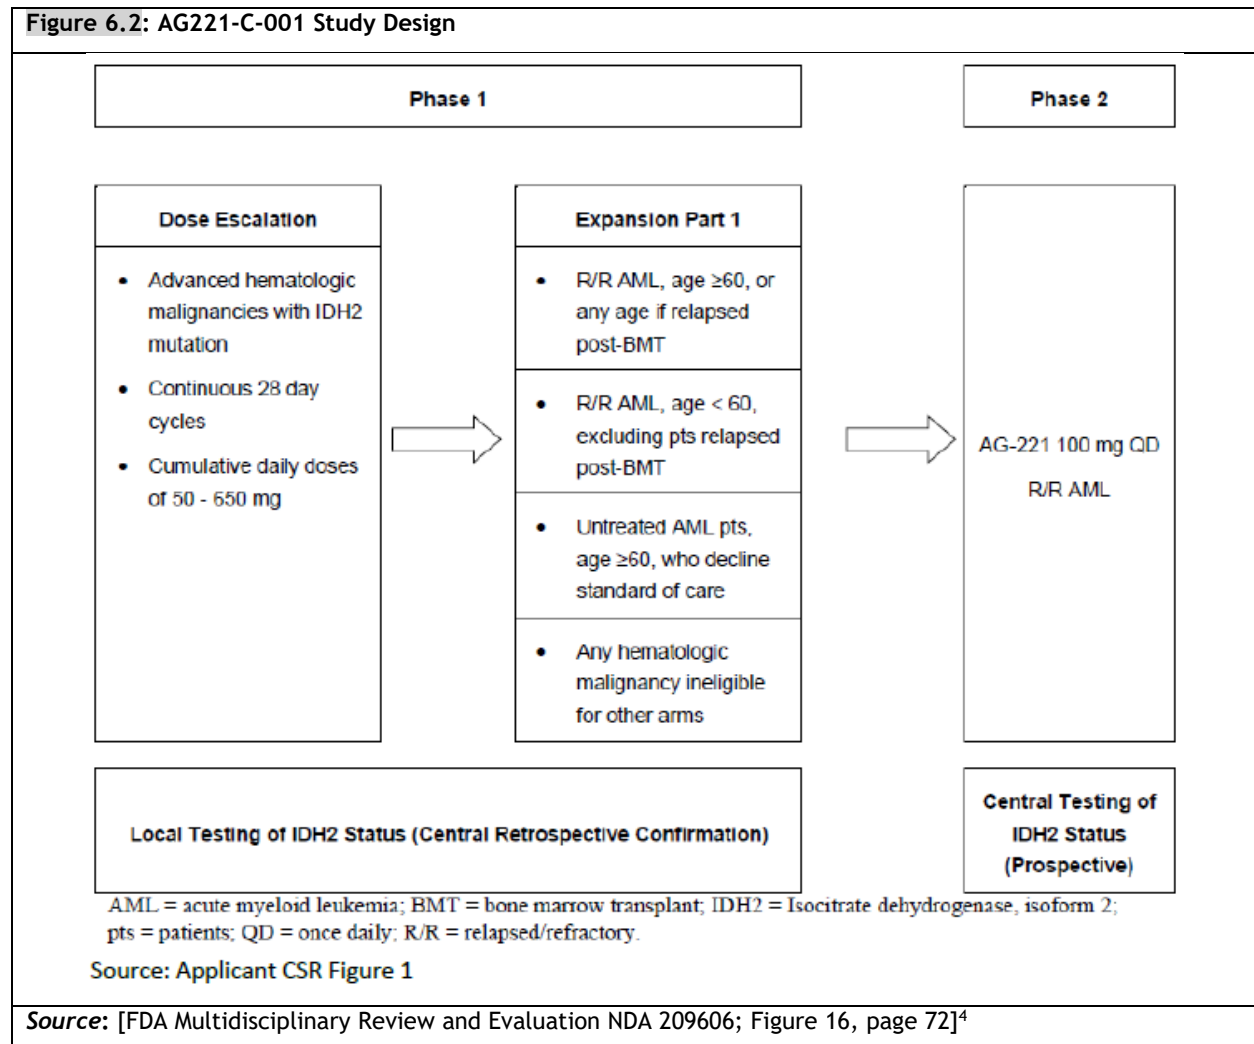 Figure 6.2: AG221-C-001 Study Design
Phase 1
Phase 2
Dose Escalation
• Advanced hematologic
malignancies with IDH2
mutation
• Continuous 28 day
cycles
• Cumulative daily doses
of 50 - 650 mg
Expansion Part 1
• R/R AML, age ≥60, or
any age if relapsed
post-BMT
• R/R AML, age < 60,
excluding pts relapsed
post-BMT
• Untreated AML pts,
age ≥60, who decline
standard of care
• Any hematologic
malignancy ineligible
for other arms
AG-221 100 mg QD
R/R AML
Local Testing of IDH2 Status (Central Retrospective Confirmation)
Central Testing of
IDH2 Status
(Prospective)
AML = acute myeloid leukemia; BMT = bone marrow transplant; IDH2 = Isocitrate dehydrogenase, isoform 2;
pts = patients; QD = once daily; R/R = relapsed/refractory.
Source: Applicant CSR Figure 1
Source: [FDA Multidisciplinary Review and Evaluation NDA 209606; Figure 16, page 72]⁴